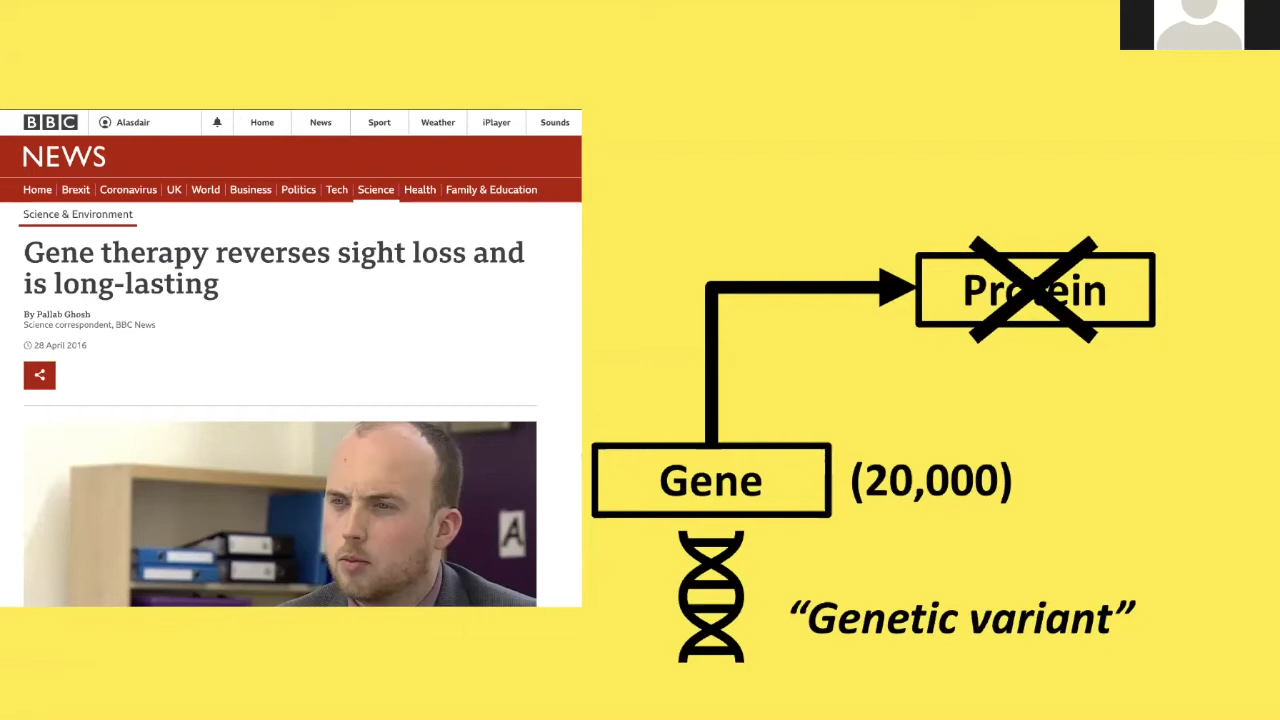 BBC
Alasdair
Home
News
Sport
Weather
iPlayer
Sounds
NEWS
Home
Brexit
Coronavirus
UK
World
Business
Politics
Tech
Science
Health
Family & Education
Science & Environment
Gene therapy reverses sight loss and
is long-lasting
By Pallab Ghosh
Science correspondent, BBC News
28 April 2016
A
Protein
Gene
(20,000)
“Genetic variant”